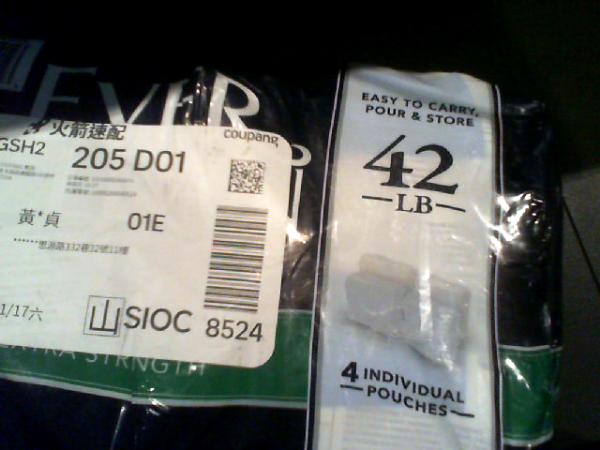 EVER
火箭速配
coupang
GSH2
205 D01
黃*貞
01E
1/17六
山SIOC 8524
EXTRA STRNGTH
EASY TO CARRY,
POUR & STORE
42
LB
4 INDIVIDUAL
POUCHES